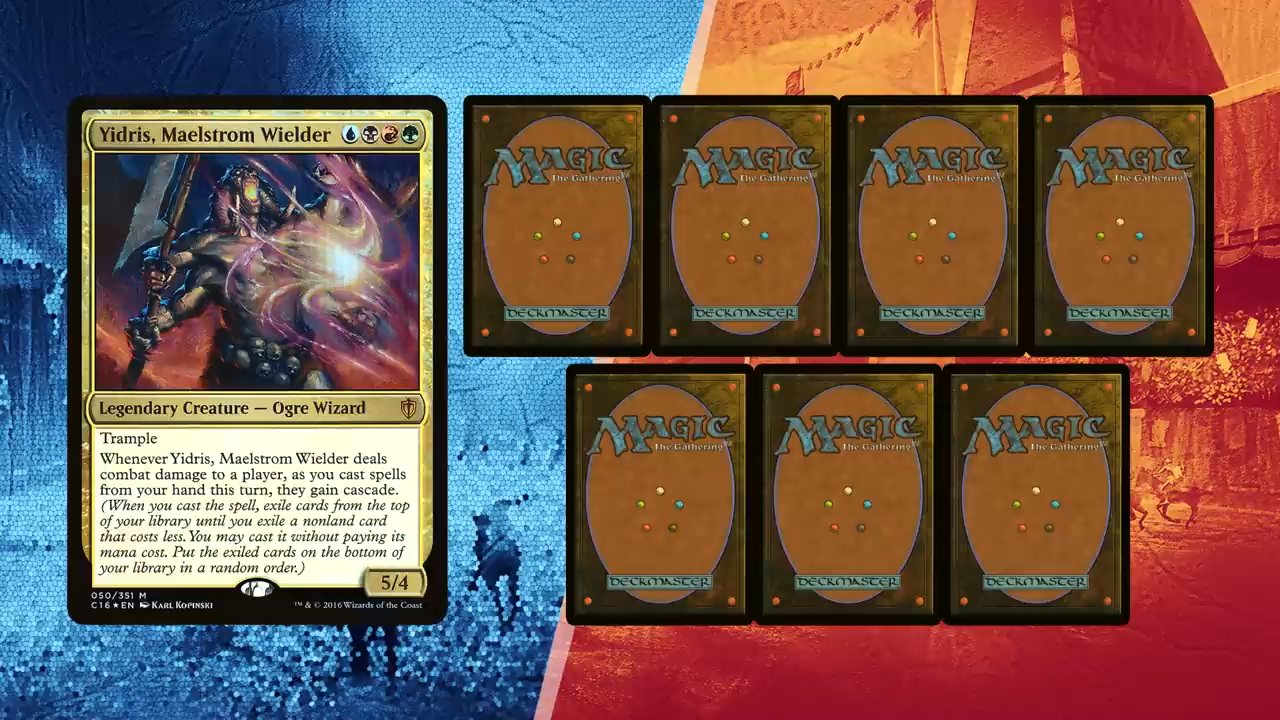 Yidris, Maelstrom Wielder
Legendary Creature — Ogre Wizard
Trample
Whenever Yidris, Maelstrom Wielder deals
combat damage to a player, as you cast spells
from your hand this turn, they gain cascade.
(When you cast the spell, exile cards from the top
of your library until you exile a nonland card
that costs less. You may cast it without paying its
mana cost. Put the exiled cards on the bottom of
your library in a random order.)
5/4
050/351 M
C16★EN Karl Kopinski
™ & © 2016 Wizards of the Coast
Magic
The Gathering
Deckmaster
Magic
The Gathering
Deckmaster
Magic
The Gathering
Deckmaster
Magic
The Gathering
Deckmaster
Magic
The Gathering
Deckmaster
Magic
The Gathering
Deckmaster
Magic
The Gathering
Deckmaster